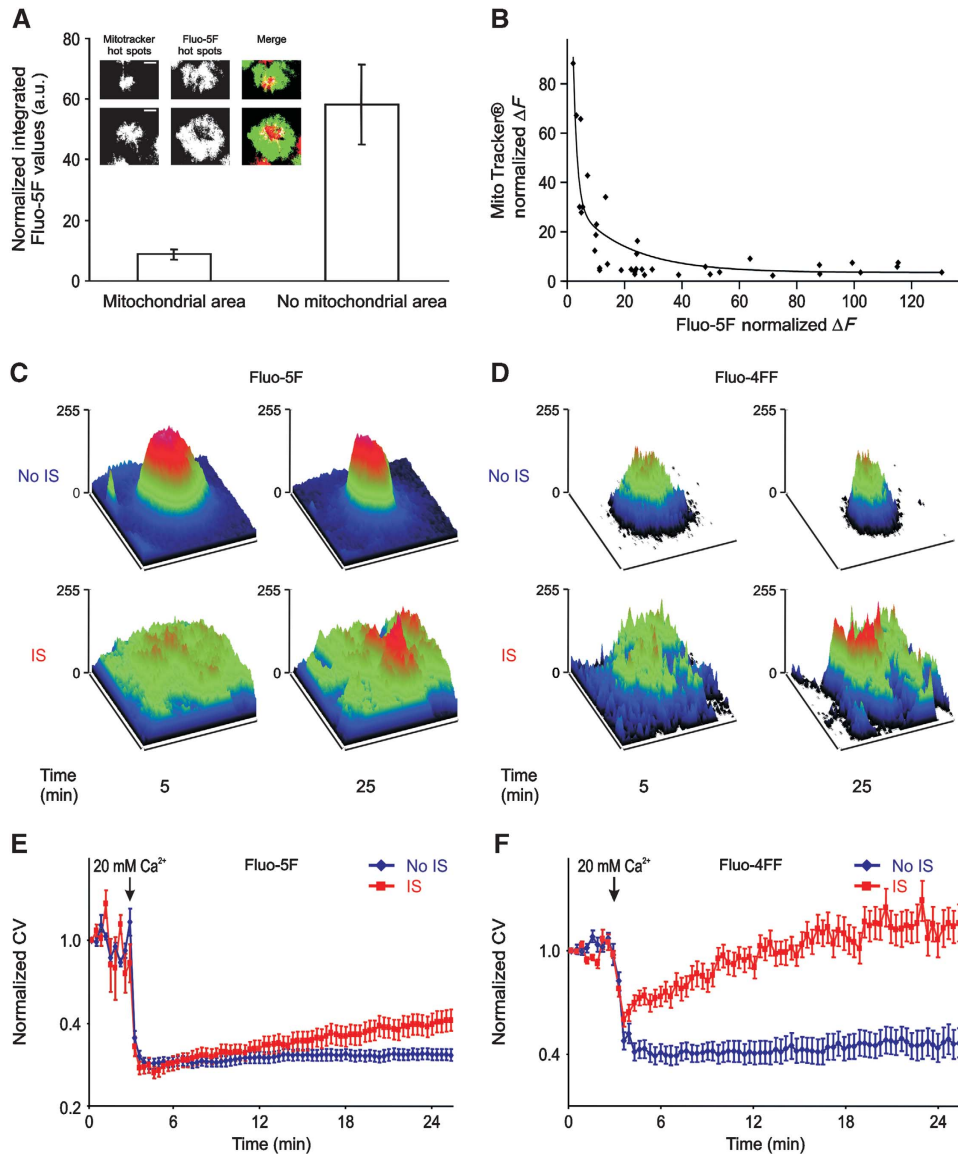 A
Normalized integrated
Fluo-5F values (a.u.)
80
60
40
20
0
Mitotracker
hot spots
Fluo-5F
hot spots
Merge
Mitochondrial area
No mitochondrial area
B
Mito Tracker®
normalized ΔF
80
60
40
20
0
0
20
40
60
80
100
120
Fluo-5F normalized ΔF
C
Fluo-5F
No IS
255
0
255
0
IS
255
0
255
0
Time
(min)
5
25
D
Fluo-4FF
No IS
255
0
255
0
IS
255
0
255
0
Time
(min)
5
25
E
20 mM Ca²⁺
Fluo-5F
No IS
IS
Normalized CV
1.0
0.4
0.2
0
6
12
18
24
Time (min)
F
20 mM Ca²⁺
Fluo-4FF
No IS
IS
Normalized CV
1.0
0.4
0
6
12
18
24
Time (min)